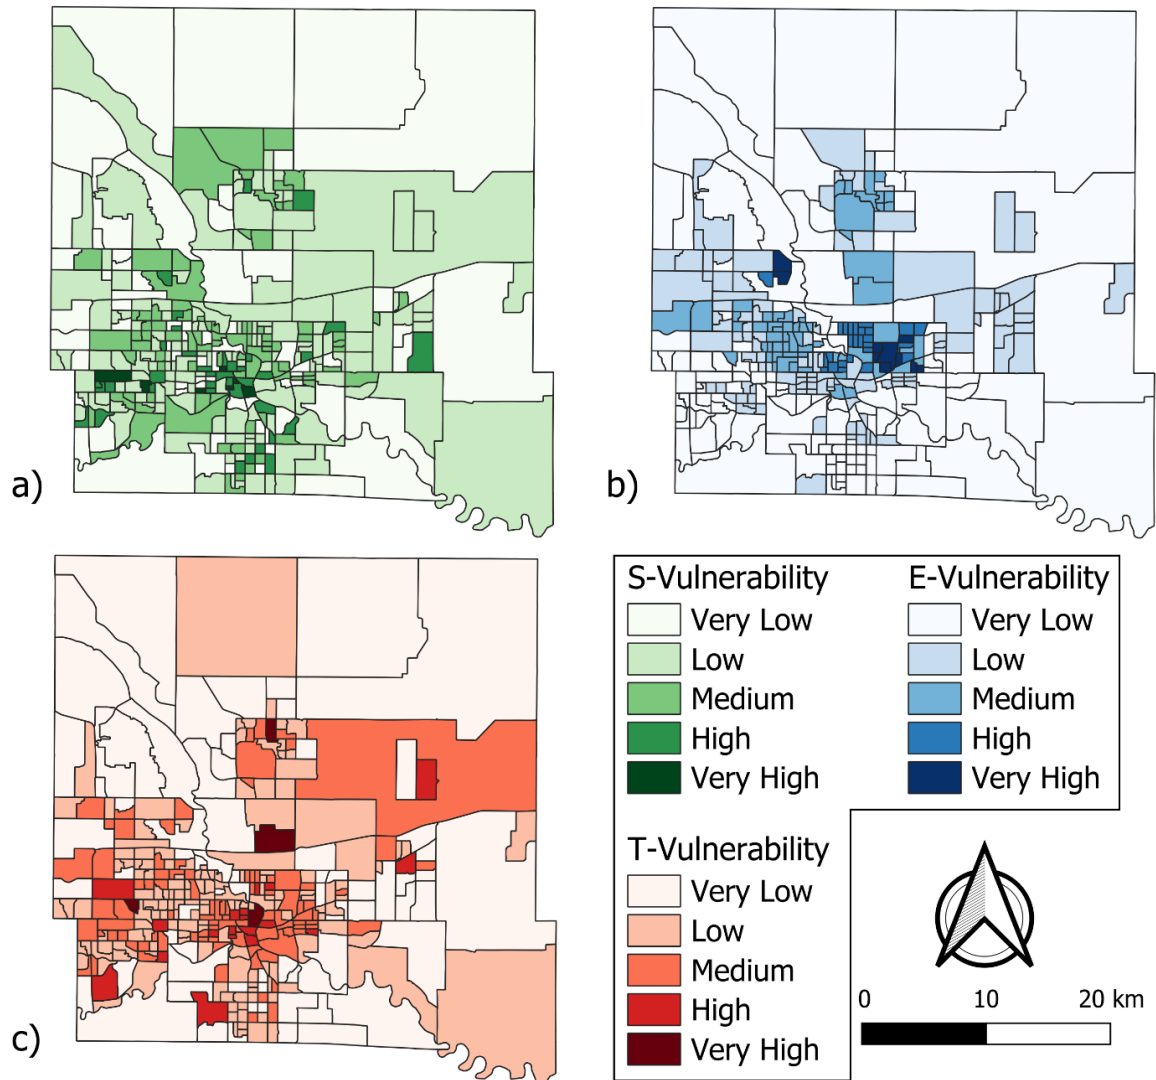 a)
b)
c)
S-Vulnerability
Very Low
Low
Medium
High
Very High
E-Vulnerability
Very Low
Low
Medium
High
Very High
T-Vulnerability
Very Low
Low
Medium
High
Very High
0 10 20 km